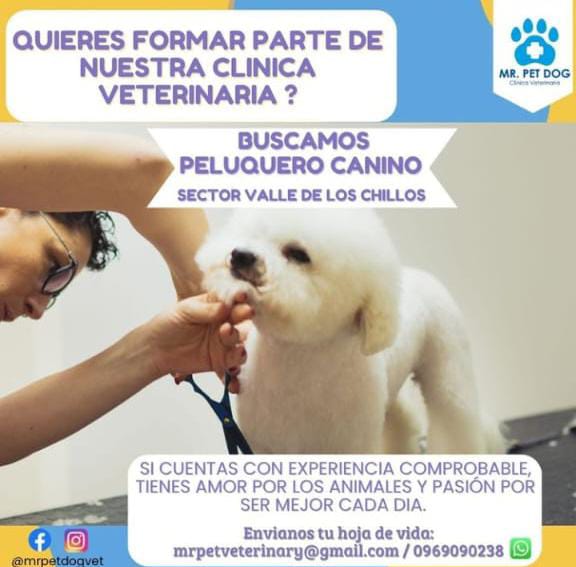 QUIERES FORMAR PARTE DE
NUESTRA CLINICA
VETERINARIA ?
MR. PET DOG
Clínica Veterinaria
BUSCAMOS
PELUQUERO CANINO
SECTOR VALLE DE LOS CHILLOS
SI CUENTAS CON EXPERIENCIA COMPROBABLE,
TIENES AMOR POR LOS ANIMALES Y PASIÓN POR
SER MEJOR CADA DIA.
Envianos tu hoja de vida:
mrpetveterinary@gmail.com / 0969090238
@mrpetdogvet